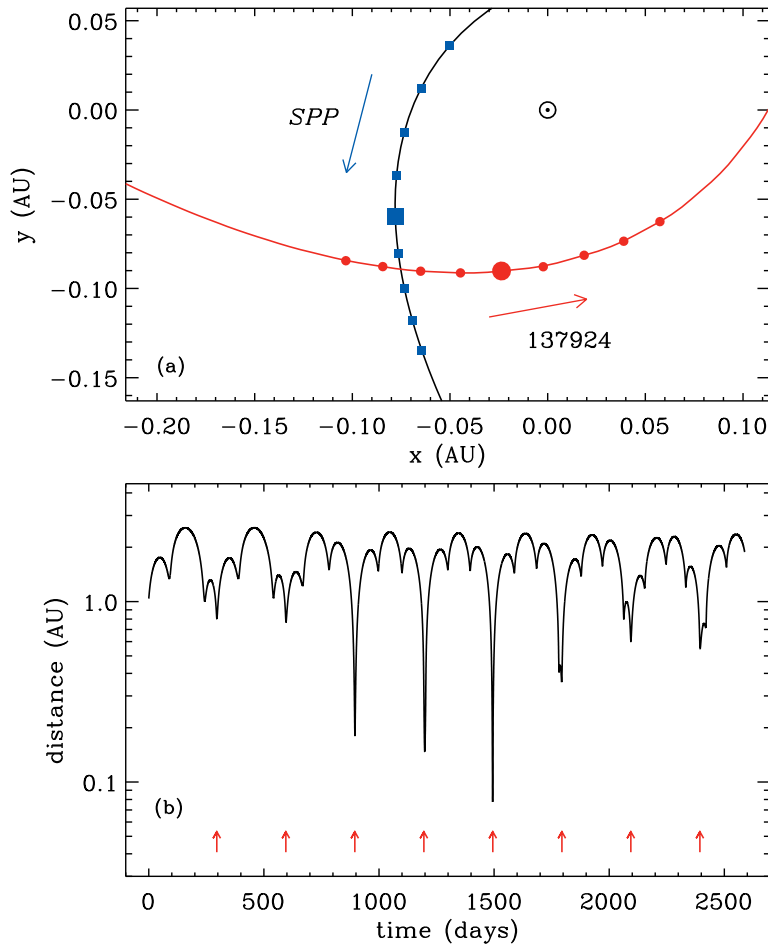 0.05
0.00
−0.05
−0.10
−0.15
y (AU)
SPP
137924
(a)
−0.20 −0.15 −0.10 −0.05 0.00 0.05 0.10
x (AU)
1.0
0.1
distance (AU)
(b)
0 500 1000 1500 2000 2500
time (days)